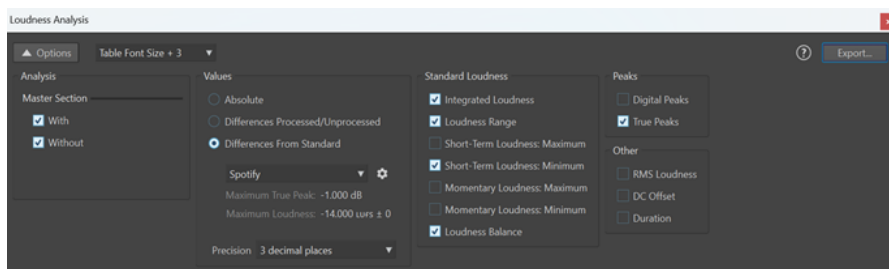 Loudness Analysis
Options
Table Font Size + 3
Export...
Analysis
Master Section
With
Without
Values
Absolute
Differences Processed/Unprocessed
Differences From Standard
Spotify
Maximum True Peak: -1.000 dB
Maximum Loudness: -14.000 LUFS ± 0
Precision 3 decimal places
Standard Loudness
Integrated Loudness
Loudness Range
Short-Term Loudness: Maximum
Short-Term Loudness: Minimum
Momentary Loudness: Maximum
Momentary Loudness: Minimum
Loudness Balance
Peaks
Digital Peaks
True Peaks
Other
RMS Loudness
DC Offset
Duration